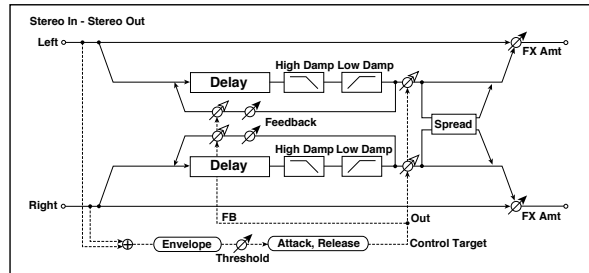 Stereo In - Stereo Out
Left
FX Amt
High Damp Low Damp
Delay
Feedback
Spread
High Damp Low Damp
Delay
Right
FX Amt
FB
Out
Envelope
Threshold
Attack, Release
Control Target